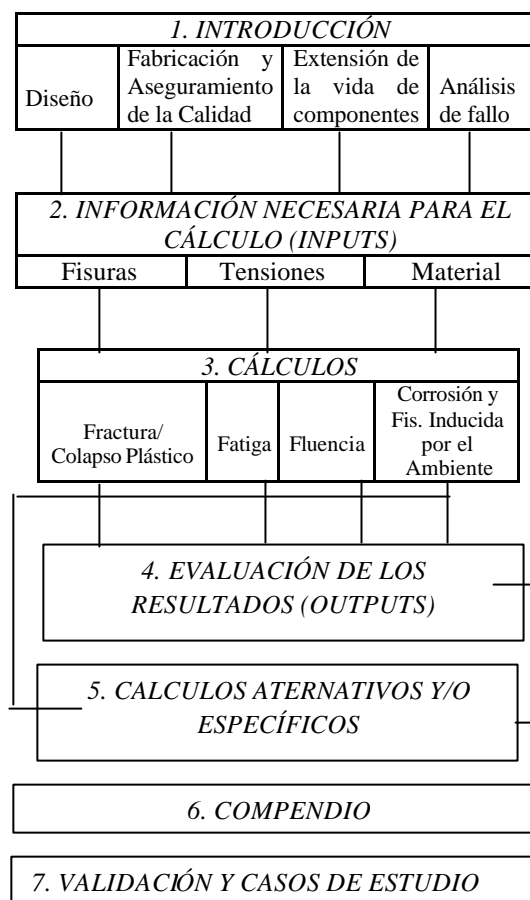 1. INTRODUCCIÓN
Diseño
Fabricación y
Aseguramiento
de la Calidad
Extensión de
la vida de
componentes
Análisis
de fallo
2. INFORMACIÓN NECESARIA PARA EL
CÁLCULO (INPUTS)
Fisuras
Tensiones
Material
3. CÁLCULOS
Fractura/
Colapso Plástico
Fatiga
Fluencia
Corrosión y
Fis. Inducida
por el
Ambiente
4. EVALUACIÓN DE LOS
RESULTADOS (OUTPUTS)
5. CALCULOS ATERNATIVOS Y/O
ESPECÍFICOS
6. COMPENDIO
7. VALIDACIÓN Y CASOS DE ESTUDIO